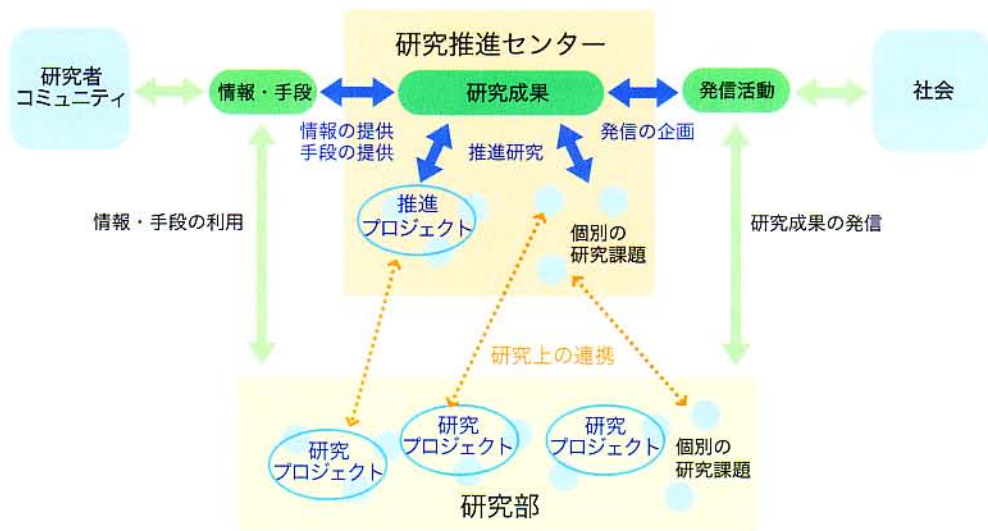 研究推進センター
研究者
コミュニティ
情報・手段
研究成果
発信活動
社会
情報の提供
手段の提供
推進研究
発信の企画
推進
プロジェクト
個別の
研究課題
情報・手段の利用
研究成果の発信
研究上の連携
研究
プロジェクト
研究
プロジェクト
研究
プロジェクト
個別の
研究課題
研究部